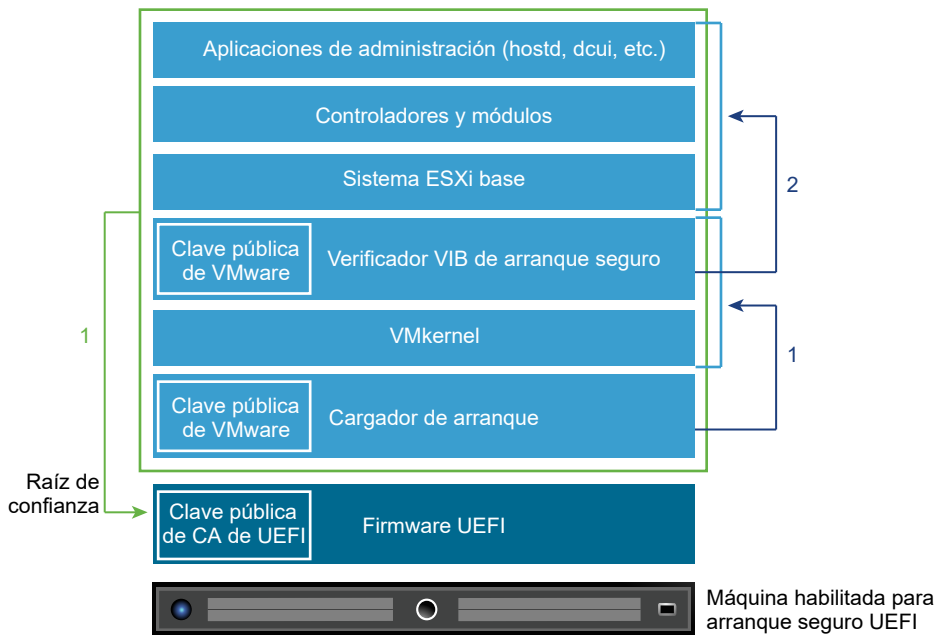 Aplicaciones de administración (hostd, dcui, etc.)
Controladores y módulos
Sistema ESXi base
2
Clave pública
de VMware
Verificador VIB de arranque seguro
1
VMkernel
1
Clave pública
de VMware
Cargador de arranque
Raíz de
confianza
Clave pública
de CA de UEFI
Firmware UEFI
Máquina habilitada para
arranque seguro UEFI